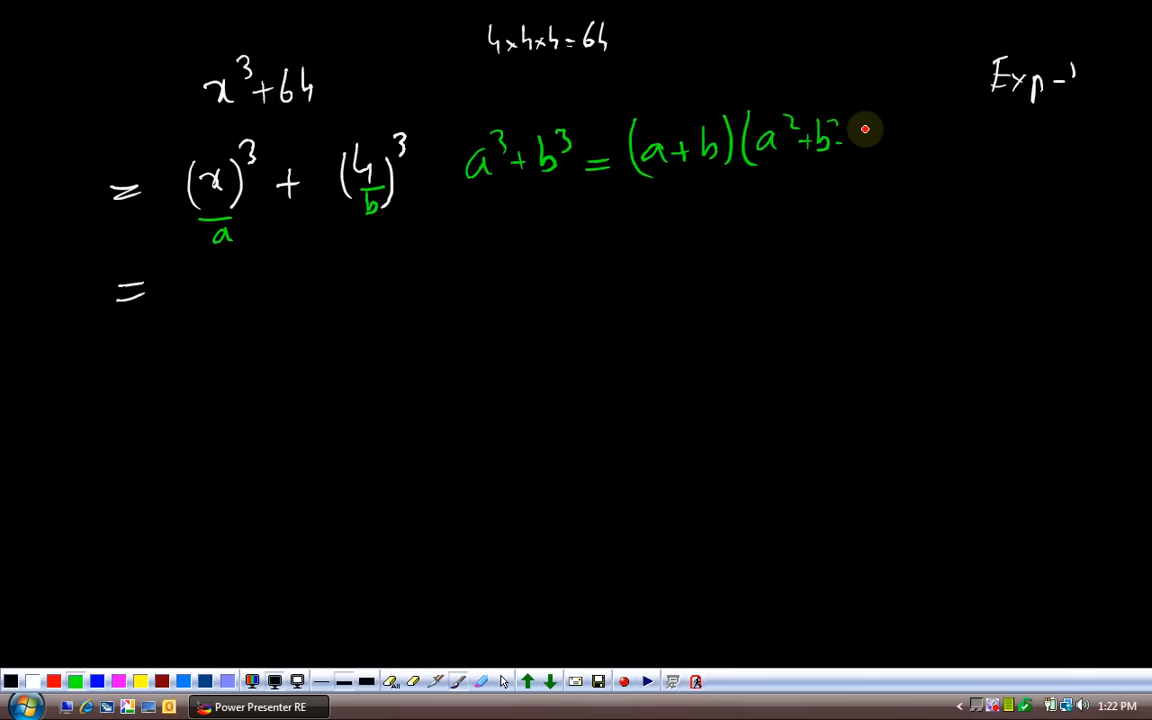 4×4×4=64
x³+64
Exp-1
= (x)³ + (4)³ a³+b³ = (a+b)(a²+b²-
a b
=
Power Presenter RE
1:22 PM